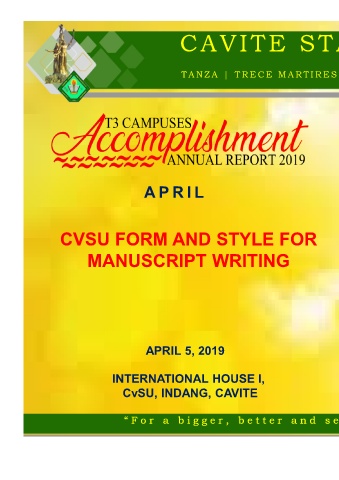 CAVITE STA
TANZA | TRECE MARTIRES
T3 CAMPUSES
Accomplishment
ANNUAL REPORT 2019
APRIL
CVSU FORM AND STYLE FOR
MANUSCRIPT WRITING
APRIL 5, 2019
INTERNATIONAL HOUSE I,
CvSU, INDANG, CAVITE
"For a bigger, better and se